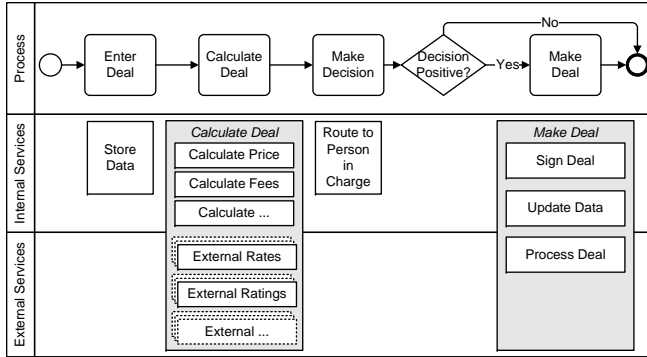 Process
Enter
Deal
Calculate
Deal
Make
Decision
Decision
Positive?
No
Yes
Make
Deal
Internal Services
Store
Data
Calculate Deal
Calculate Price
Calculate Fees
Calculate ...
Route to
Person
in
Charge
Make Deal
Sign Deal
Update Data
External Services
External Rates
External Ratings
External ...
Process Deal